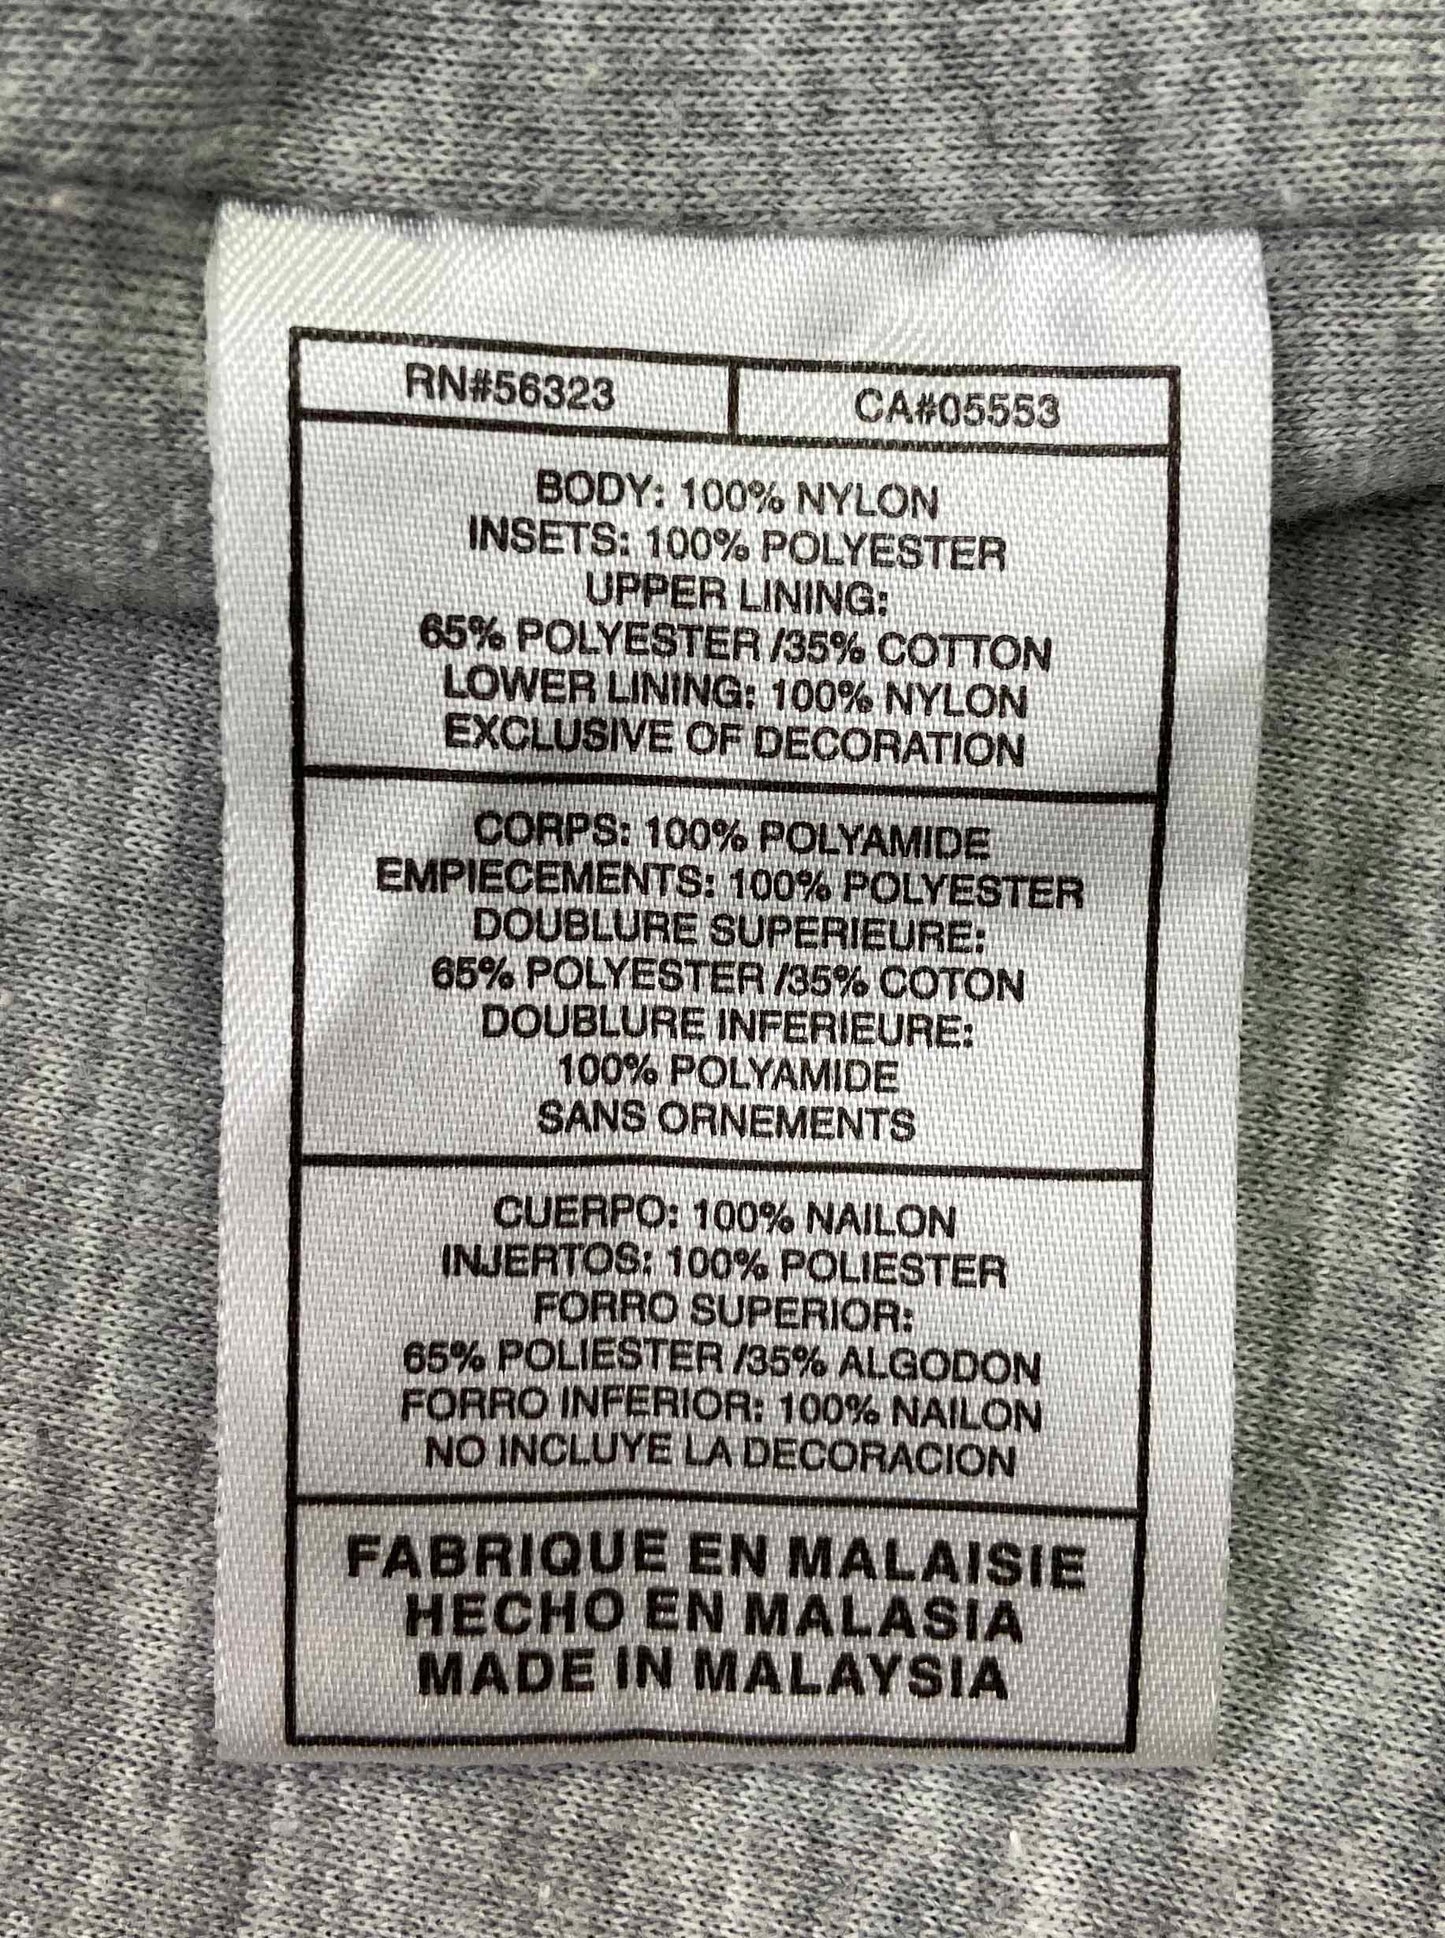 RN#56323 CA#05553
BODY: 100% NYLON
INSETS: 100% POLYESTER
UPPER LINING:
65% POLYESTER /35% COTTON
LOWER LINING: 100% NYLON
EXCLUSIVE OF DECORATION
CORPS: 100% POLYAMIDE
EMPIECEMENTS: 100% POLYESTER
DOUBLURE SUPERIEURE:
65% POLYESTER /35% COTON
DOUBLURE INFERIEURE:
100% POLYAMIDE
SANS ORNEMENTS
CUERPO: 100% NAILON
INJERTOS: 100% POLIESTER
FORRO SUPERIOR:
65% POLIESTER /35% ALGODON
FORRO INFERIOR: 100% NAILON
NO INCLUYE LA DECORACION
FABRIQUE EN MALAISIE
HECHO EN MALASIA
MADE IN MALAYSIA